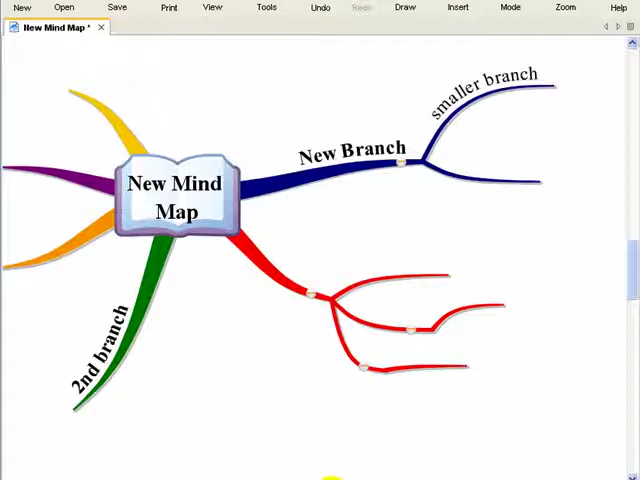 New Open Save Print View Tools Undo Redo Draw Insert Mode Zoom Help
New Mind Map *
smaller branch
New Branch
New Mind
Map
2nd branch